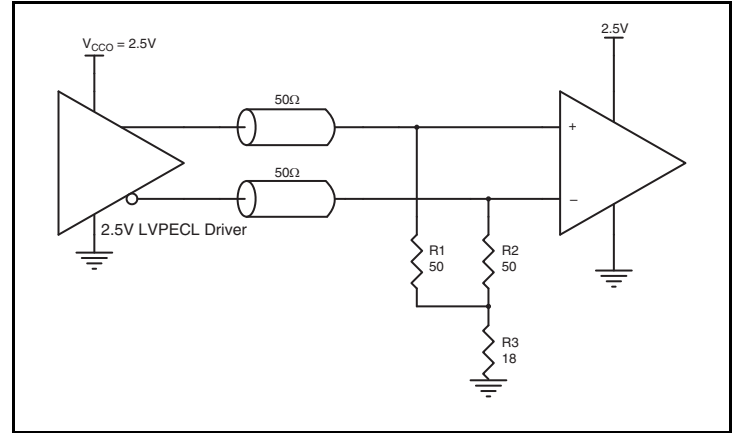 V_CCO = 2.5V
2.5V
50Ω
50Ω
+
−
2.5V LVPECL Driver
R1
50
R2
50
R3
18